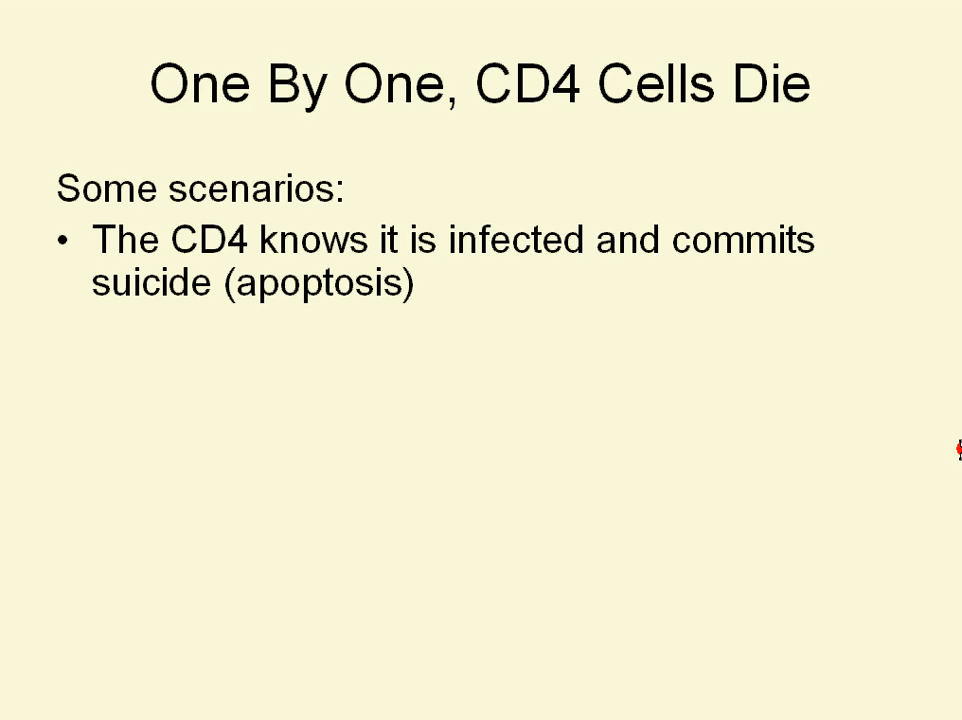 One By One, CD4 Cells Die
Some scenarios:
• The CD4 knows it is infected and commits
suicide (apoptosis)